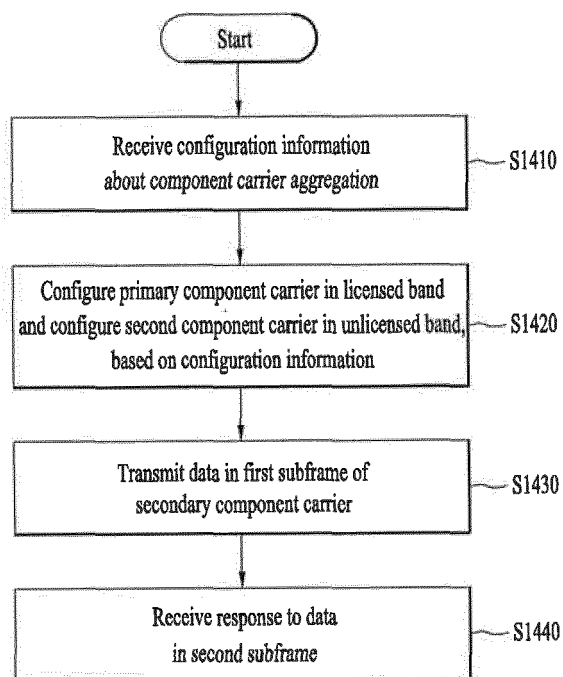 Start
Receive configuration information
about component carrier aggregation
S1410
Configure primary component carrier in licensed band
and configure second component carrier in unlicensed band,
based on configuration information
S1420
Transmit data in first subframe of
secondary component carrier
S1430
Receive response to data
in second subframe
S1440